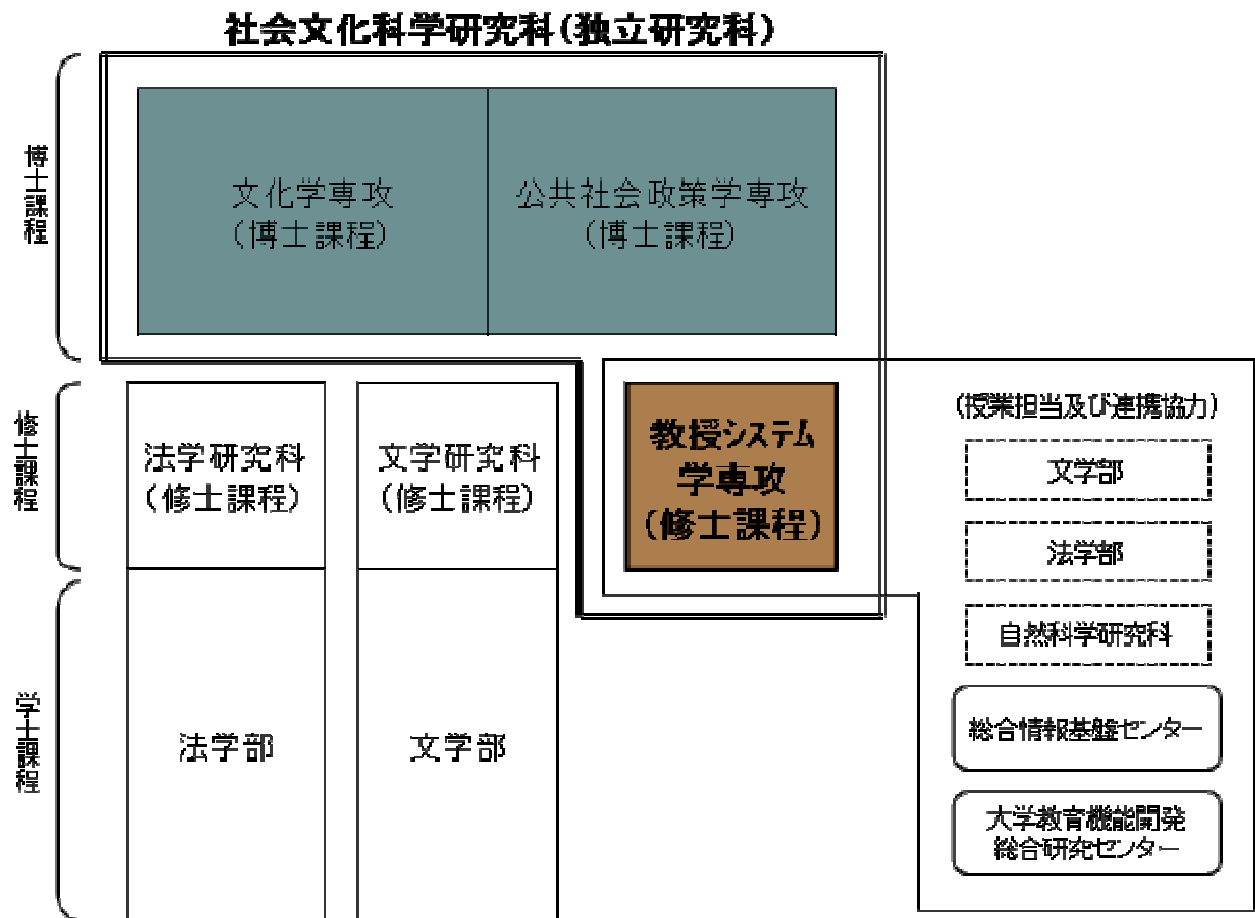 社会文化科学研究科(独立研究科)
博士課程
文化学専攻
(博士課程)
公共社会政策学専攻
(博士課程)
修士課程
法学研究科
(修士課程)
文学研究科
(修士課程)
教授システム
学専攻
(修士課程)
(授業担当及び連携協力)
文学部
法学部
自然科学研究科
総合情報基盤センター
大学教育機能開発
総合研究センター
学士課程
法学部
文学部